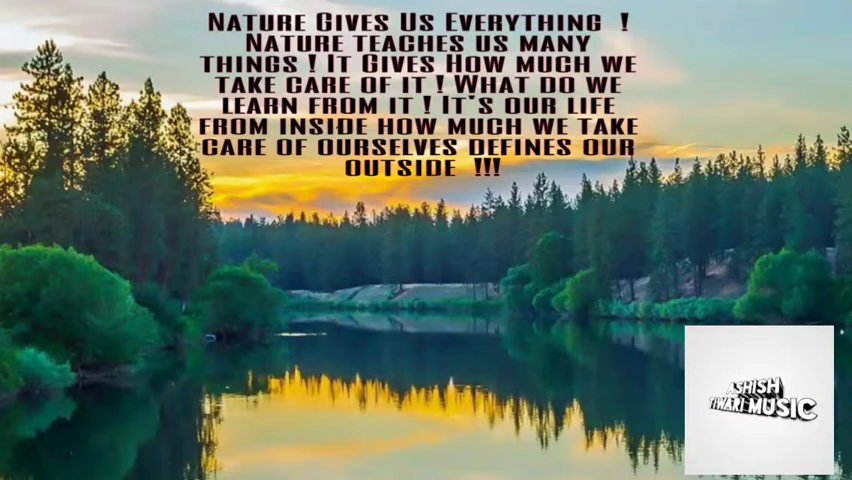 Nature Gives Us Everything !
Nature teaches us many
things ! It Gives How much we
take care of it ! What do we
learn from it ! It's our life
from inside how much we take
care of ourselves defines our
outside !!!
ASHISH
TIWARI MUSIC